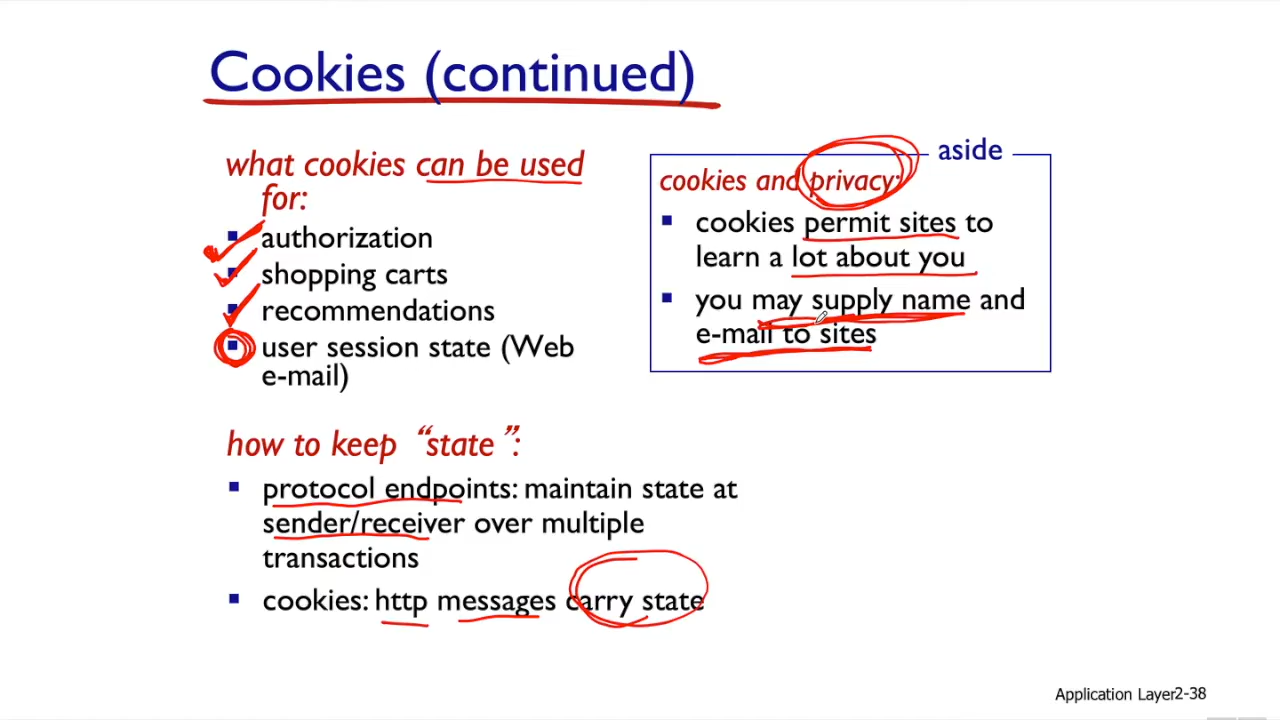 Cookies (continued)
what cookies can be used
for:
authorization
shopping carts
recommendations
user session state (Web
e-mail)
aside
cookies and privacy:
cookies permit sites to
learn a lot about you
you may supply name and
e-mail to sites
how to keep “state”:
protocol endpoints: maintain state at
sender/receiver over multiple
transactions
cookies: http messages carry state
Application Layer2-38